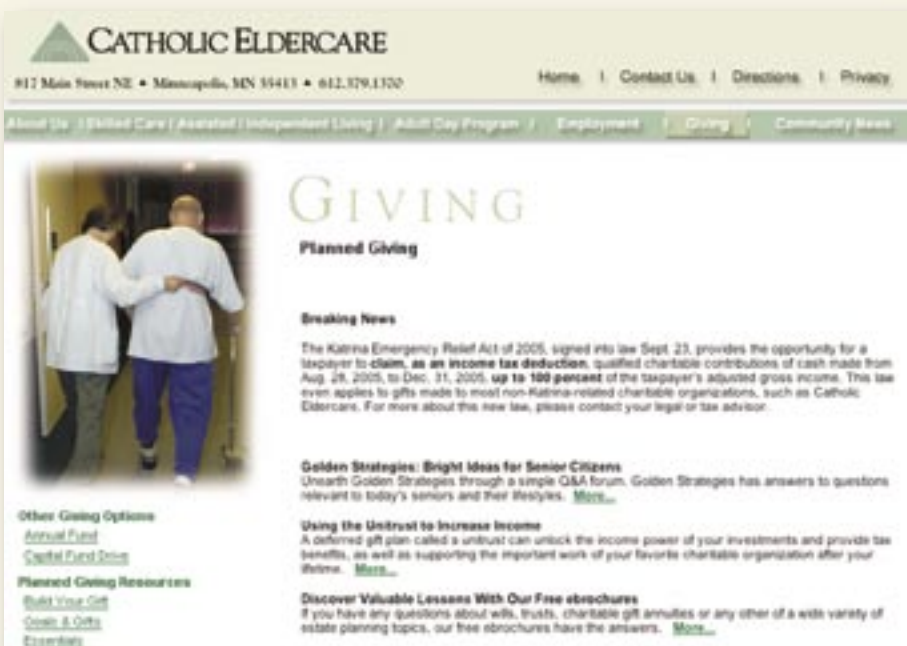 CATHOLIC ELDERCARE
817 Main Street NE • Minneapolis, MN 55413 • 612.379.1370
Home | Contact Us | Directions | Privacy
About Us | Skilled Care | Assisted / Independent Living | Adult Day Program | Employment | Giving | Community News
GIVING
Planned Giving
Breaking News
The Katrina Emergency Relief Act of 2005, signed into law Sept. 23, provides the opportunity for a
taxpayer to claim, as an income tax deduction, qualified charitable contributions of cash made from
Aug. 28, 2005, to Dec. 31, 2005, up to 100 percent of the taxpayer's adjusted gross income. This law
even applies to gifts made to most non-Katrina-related charitable organizations, such as Catholic
Eldercare. For more about this new law, please contact your legal or tax advisor.
Golden Strategies: Bright Ideas for Senior Citizens
Unearth Golden Strategies through a simple Q&A forum. Golden Strategies has answers to questions
relevant to today's seniors and their lifestyles. More...
Using the Unitrust to Increase Income
A deferred gift plan called a unitrust can unlock the income power of your investments and provide tax
benefits, as well as supporting the important work of your favorite charitable organization after your
lifetime. More...
Discover Valuable Lessons With Our Free ebrochures
If you have any questions about wills, trusts, charitable gift annuities or any other of a wide variety of
estate planning topics, our free ebrochures have the answers. More...
Other Giving Options
Annual Fund
Capital Fund Drive
Planned Giving Resources
Build Your Gift
Goals & Gifts
Essentials